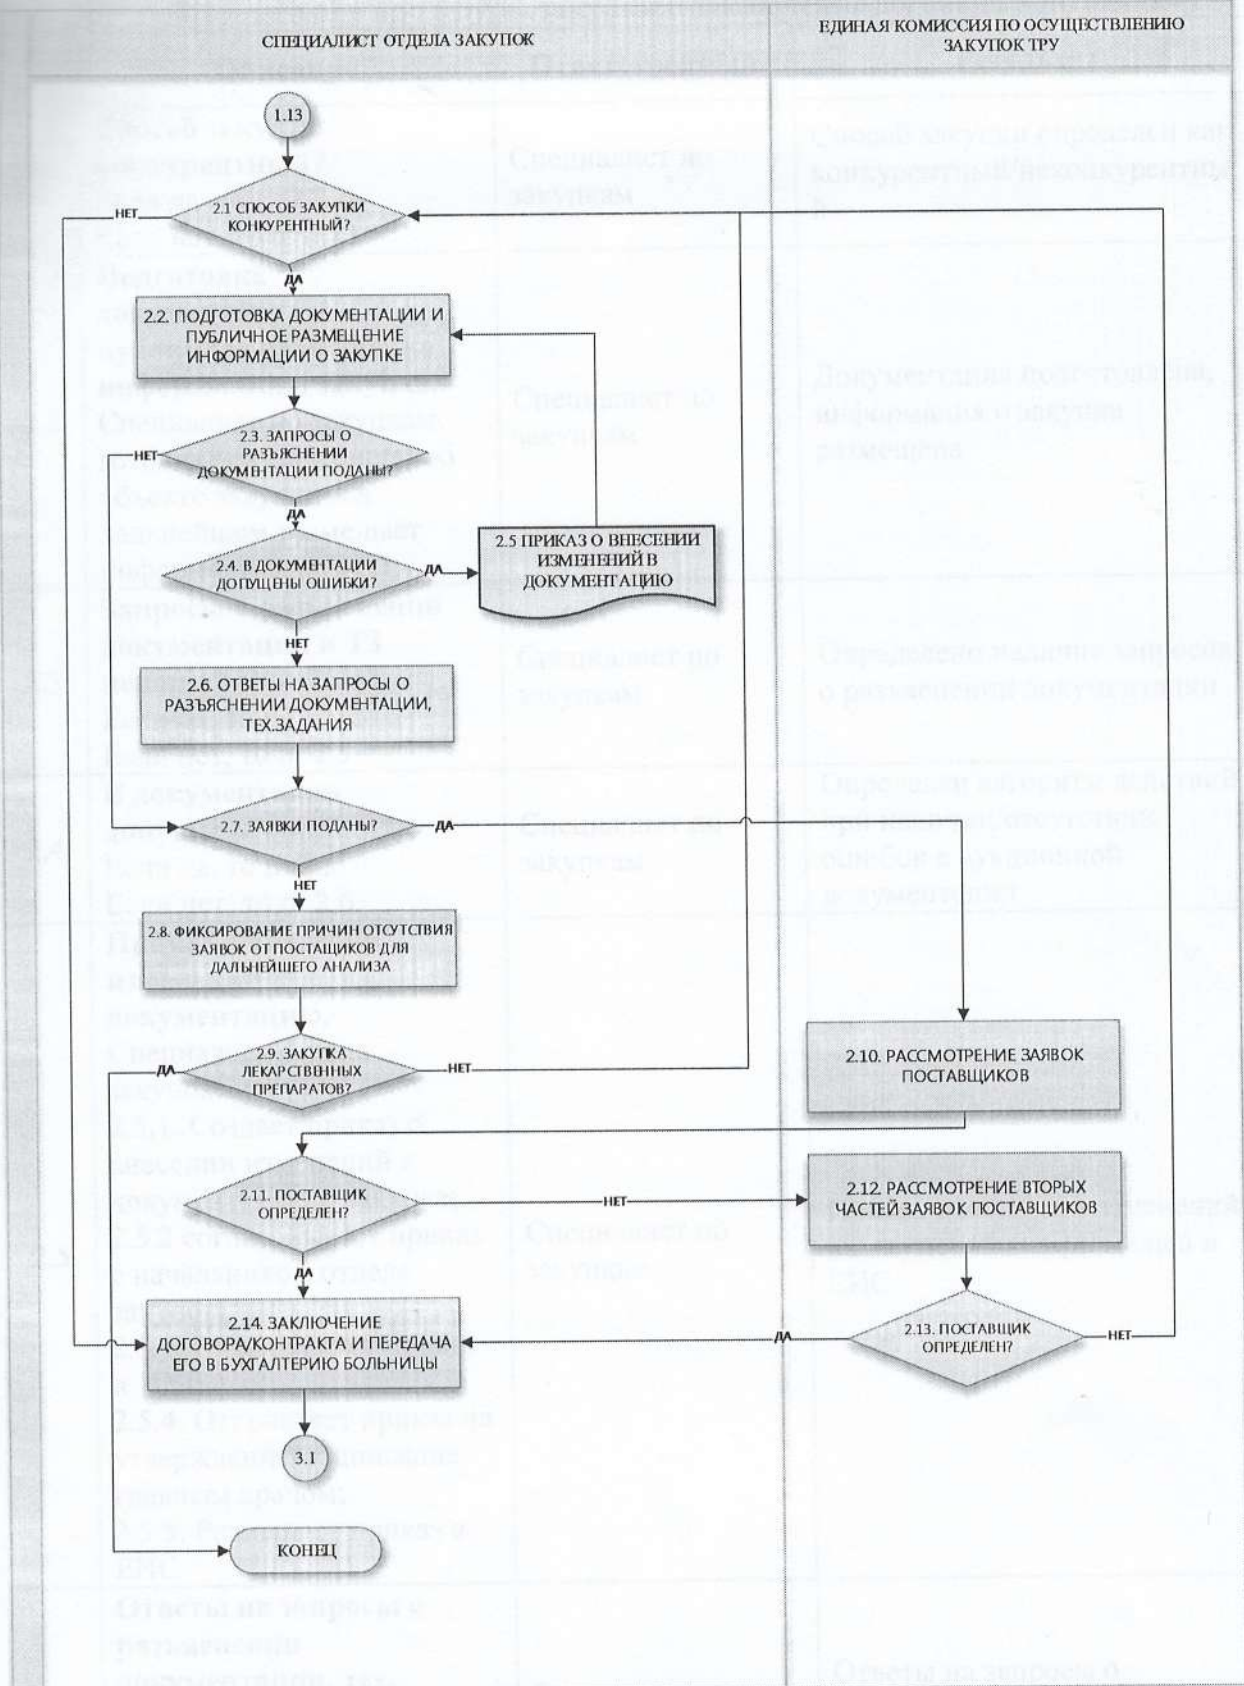 СПЕЦИАЛИСТ ОТДЕЛА ЗАКУПОК
ЕДИНАЯ КОМИССИЯ ПО ОСУЩЕСТВЛЕНИЮ
ЗАКУПОК ТРУ
1.13
2.1 СПОСОБ ЗАКУПКИ
КОНКУРЕНТНЫЙ?
НЕТ
ДА
2.2. ПОДГОТОВКА ДОКУМЕНТАЦИИ И
ПУБЛИЧНОЕ РАЗМЕЩЕНИЕ
ИНФОРМАЦИИ О ЗАКУПКЕ
2.3. ЗАПРОСЫ О
РАЗЪЯСНЕНИИ
ДОКУМЕНТАЦИИ ПОДАНЫ?
НЕТ
ДА
2.4. В ДОКУМЕНТАЦИИ
ДОПУЩЕНЫ ОШИБКИ?
ДА
2.5 ПРИКАЗ О ВНЕСЕНИИ
ИЗМЕНЕНИЙ В
ДОКУМЕНТАЦИЮ
НЕТ
2.6. ОТВЕТЫ НА ЗАПРОСЫ О
РАЗЪЯСНЕНИИ ДОКУМЕНТАЦИИ,
ТЕХ.ЗАДАНИЯ
2.7. ЗАЯВКИ ПОДАНЫ?
ДА
НЕТ
2.8. ФИКСИРОВАНИЕ ПРИЧИН ОТСУТСТВИЯ
ЗАЯВОК ОТ ПОСТАЩИКОВ ДЛЯ
ДАЛЬНЕЙШЕГО АНАЛИЗА
2.9. ЗАКУПКА
ЛЕКАРСТВЕННЫХ
ПРЕПАРАТОВ?
ДА
НЕТ
2.10. РАССМОТРЕНИЕ ЗАЯВОК
ПОСТАВЩИКОВ
2.11. ПОСТАВЩИК
ОПРЕДЕЛЕН?
НЕТ
2.12. РАССМОТРЕНИЕ ВТОРЫХ
ЧАСТЕЙ ЗАЯВОК ПОСТАВЩИКОВ
ДА
2.14. ЗАКЛЮЧЕНИЕ
ДОГОВОРА/КОНТРАКТА И ПЕРЕДАЧА
ЕГО В БУХГАЛТЕРИЮ БОЛЬНИЦЫ
ДА
2.13. ПОСТАВЩИК
ОПРЕДЕЛЕН?
НЕТ
3.1
КОНЕЦ